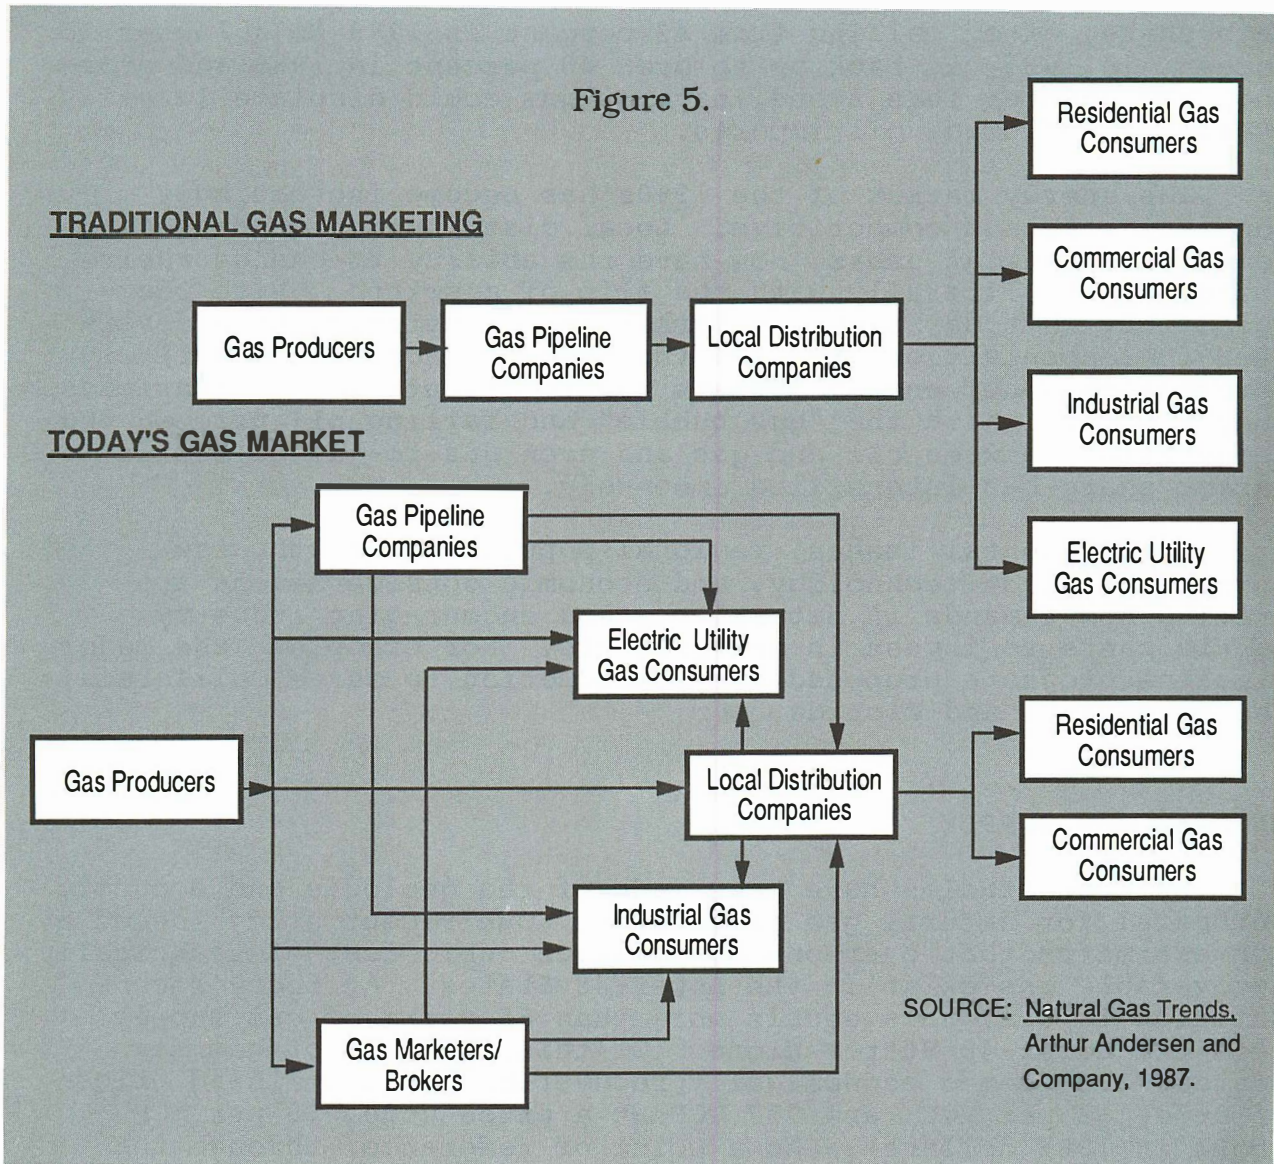 Figure 5.
TRADITIONAL GAS MARKETING
Gas Producers
Gas Pipeline
Companies
Local Distribution
Companies
Residential Gas
Consumers
Commercial Gas
Consumers
Industrial Gas
Consumers
Electric Utility
Gas Consumers
TODAY'S GAS MARKET
Gas Producers
Gas Pipeline
Companies
Electric Utility
Gas Consumers
Local Distribution
Companies
Industrial Gas
Consumers
Gas Marketers/
Brokers
Residential Gas
Consumers
Commercial Gas
Consumers
SOURCE: Natural Gas Trends,
Arthur Andersen and
Company, 1987.